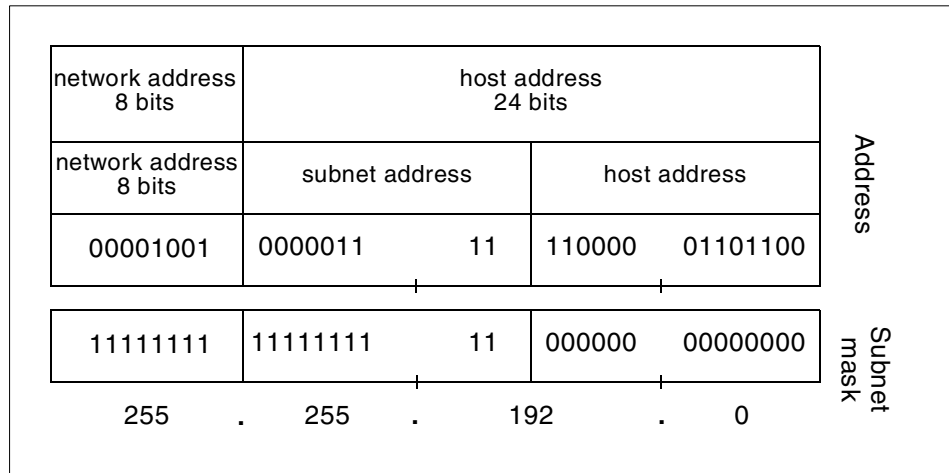 network address
8 bits
host address
24 bits
network address
8 bits
subnet address
host address
00001001 0000011 11 110000 01101100
Address
11111111 11111111 11 000000 00000000
Subnet
mask
255 . 255 . 192 . 0